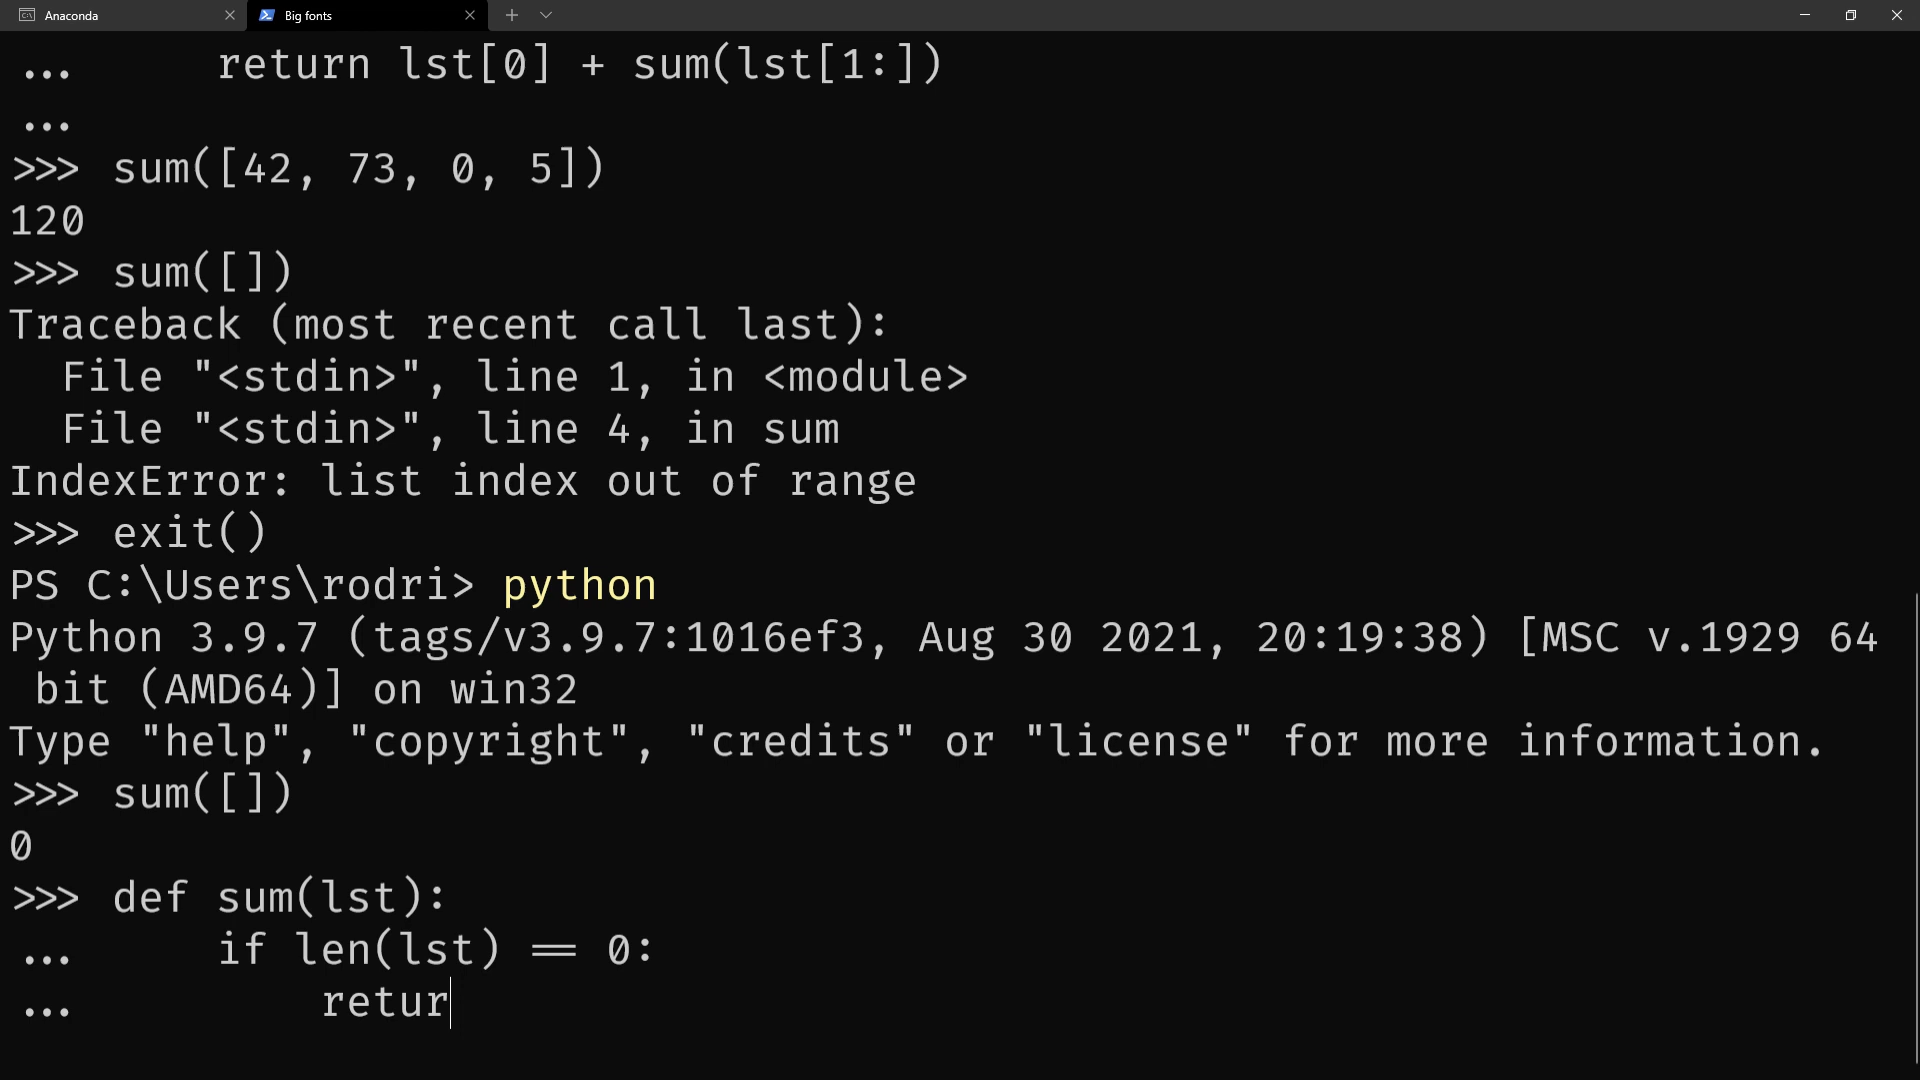 Anaconda
Big fonts
...     return lst[0] + sum(lst[1:])
...
>>> sum([42, 73, 0, 5])
120
>>> sum([])
Traceback (most recent call last):
  File "<stdin>", line 1, in <module>
  File "<stdin>", line 4, in sum
IndexError: list index out of range
>>> exit()
PS C:\Users\rodri> python
Python 3.9.7 (tags/v3.9.7:1016ef3, Aug 30 2021, 20:19:38) [MSC v.1929 64
 bit (AMD64)] on win32
Type "help", "copyright", "credits" or "license" for more information.
>>> sum([])
0
>>> def sum(lst):
...     if len(lst) == 0:
...         retur